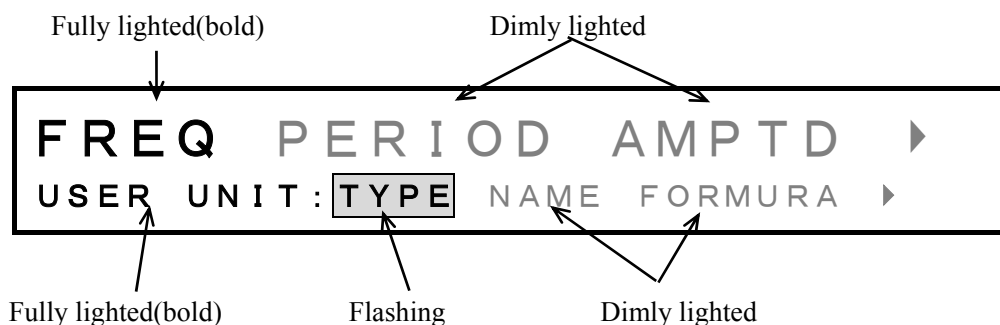 Fully lighted(bold) Dimly lighted
FREQ PERIOD AMPTD
USER UNIT:TYPE NAME FORMURA
Fully lighted(bold) Flashing Dimly lighted